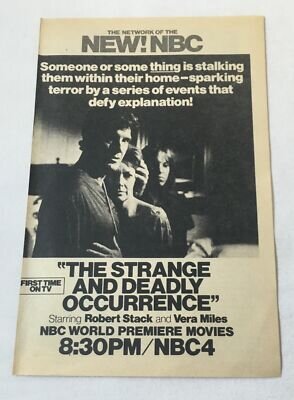 THE NETWORK OF THE
NEW! NBC
Someone or some thing is stalking
them within their home—sparking
terror by a series of events that
defy explanation!
FIRST TIME
ON TV
"THE STRANGE
AND DEADLY
OCCURRENCE"
Starring Robert Stack and Vera Miles
NBC WORLD PREMIERE MOVIES
8:30PM/NBC4